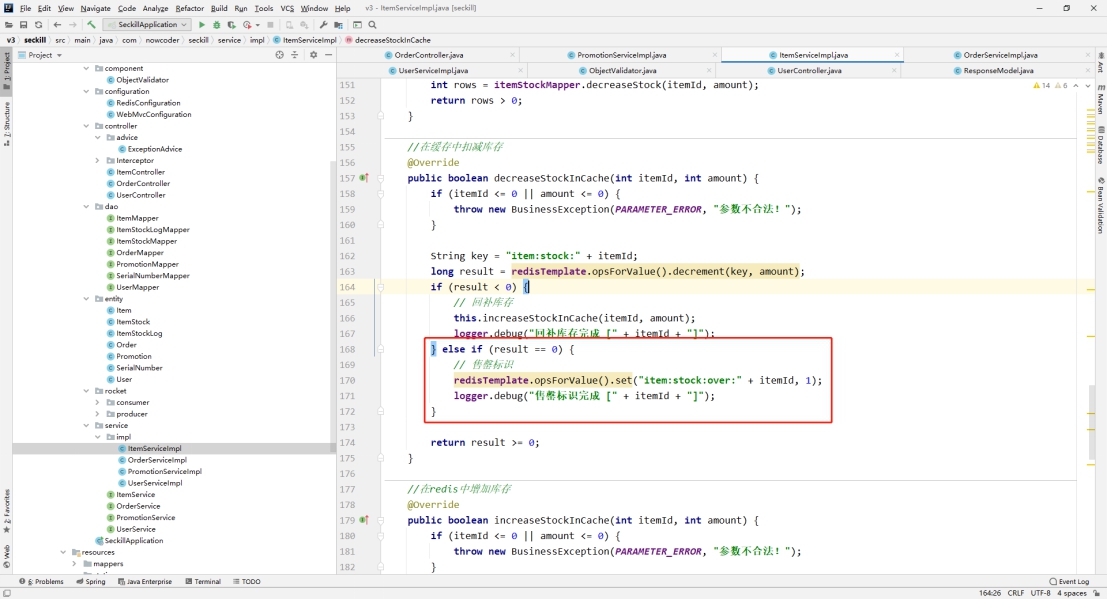 File Edit View Navigate Code Analyze Refactor Build Run Tools VCS Window Help v3 - ItemServiceImpl.java [seckill]
SeckillApplication
v3 seckill src main java com nowcoder seckill service impl ItemServiceImpl decreaseStockInCache
Project
OrderController.java PromotionServiceImpl.java ItemServiceImpl.java OrderServiceImpl.java
UserServiceImpl.java ObjectValidator.java UserController.java ResponseModel.java
1: Project
7: Structure
2: Favorites
Web
component
ObjectValidator
configuration
RedisConfiguration
WebMvcConfiguration
controller
advice
ExceptionAdvice
Interceptor
ItemController
OrderController
UserController
dao
ItemMapper
ItemStockLogMapper
ItemStockMapper
OrderMapper
PromotionMapper
SerialNumberMapper
UserMapper
entity
Item
ItemStock
ItemStockLog
Order
Promotion
SerialNumber
User
rocket
consumer
producer
service
impl
ItemServiceImpl
OrderServiceImpl
PromotionServiceImpl
UserServiceImpl
ItemService
OrderService
PromotionService
UserService
SeckillApplication
resources
mappers
151 int rows = itemStockMapper.decreaseStock(itemId, amount);
152 return rows > 0;
153 }
154
155 //在缓存中扣减库存
156 @Override
157 public boolean decreaseStockInCache(int itemId, int amount) {
158 if (itemId <= 0 || amount <= 0) {
159 throw new BusinessException(PARAMETER_ERROR, "参数不合法！");
160 }
161
162 String key = "item:stock:" + itemId;
163 long result = redisTemplate.opsForValue().decrement(key, amount);
164 if (result < 0) {
165 // 回补库存
166 this.increaseStockInCache(itemId, amount);
167 logger.debug("回补库存完成 [" + itemId + "]");
168 } else if (result == 0) {
169 // 售罄标识
170 redisTemplate.opsForValue().set("item:stock:over:" + itemId, 1);
171 logger.debug("售罄标识完成 [" + itemId + "]");
172 }
173
174 return result >= 0;
175 }
176
177 //在redis中增加库存
178 @Override
179 public boolean increaseStockInCache(int itemId, int amount) {
180 if (itemId <= 0 || amount <= 0) {
181 throw new BusinessException(PARAMETER_ERROR, "参数不合法！");
182 }
14 6
Ant
Maven
Database
Bean Validation
6: Problems Spring Java Enterprise Terminal TODO Event Log
164:26 CRLF UTF-8 4 spaces